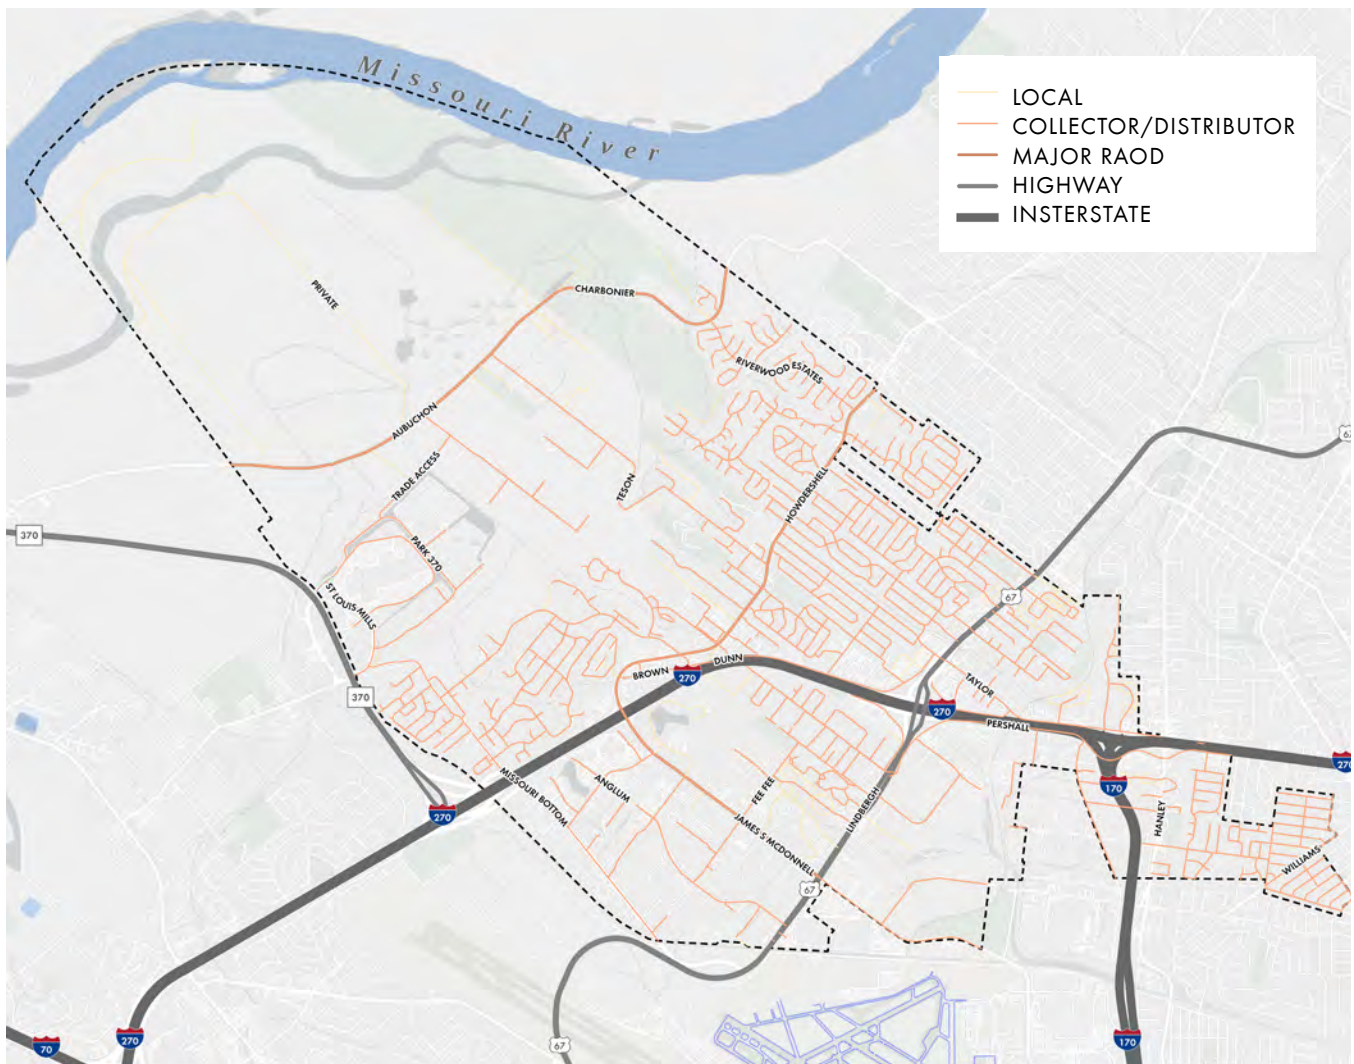 Missouri River
LOCAL
COLLECTOR/DISTRIBUTOR
MAJOR RAOD
HIGHWAY
INSTERSTATE
CHARBONIER
PRIVATE
RIVERWOOD ESTATES
AUBUCHON
67
TRADE ACCESS
TESON
HOWDERSHELL
370
PARK 370
ST LOUIS MILLS
67
DUNN
BROWN
270
TAYLOR
370
270
PERSHALL
270
MISSOURI BOTTOM
ANGLUM
FEE FEE
170
LINDBERGH
270
JAMES S MCDONNELL
HANLEY
WILLIAMS
67
270
70
67
170